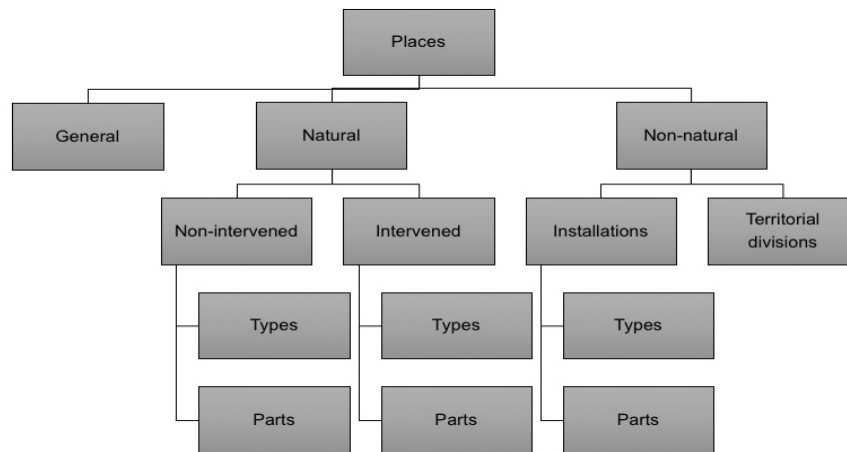 Places
General
Natural
Non-natural
Non-intervened
Intervened
Installations
Territorial
divisions
Types
Types
Types
Parts
Parts
Parts